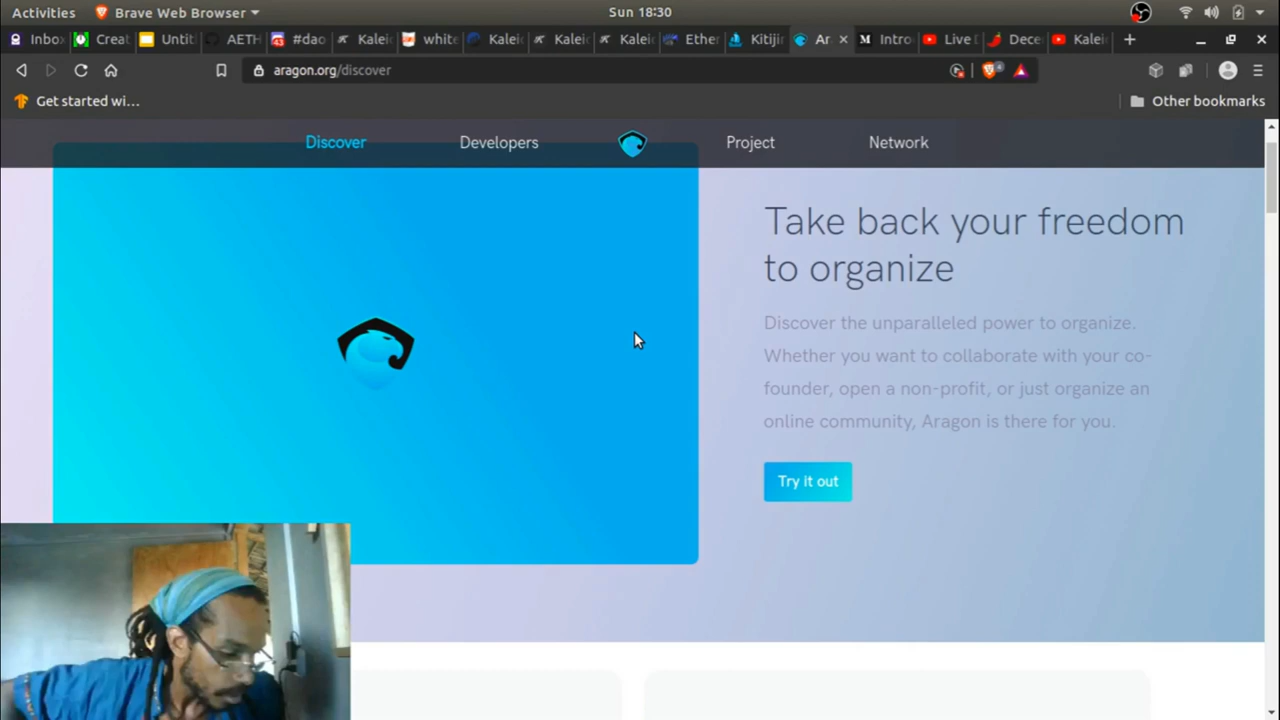 Activities Brave Web Browser Sun 18:30
Inbo Creat Untit AETH #dao Kalei white Kalei Kalei Kalei Ether Kitijir Ar Intro Live D Dece Kalei
aragon.org/discover 4
Get started wi... Other bookmarks
Discover Developers Project Network
Take back your freedom
to organize
Discover the unparalleled power to organize.
Whether you want to collaborate with your co-
founder, open a non-profit, or just organize an
online community, Aragon is there for you.
Try it out